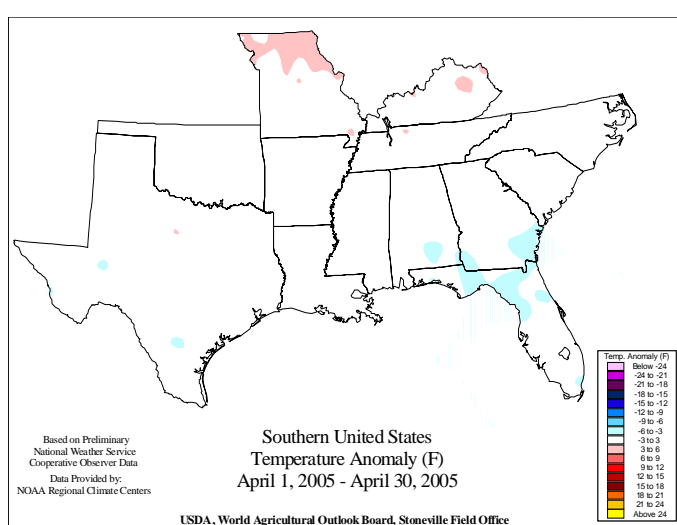 Temp. Anomaly (F)
Below -24
-24 to -21
-21 to -18
-18 to -15
-15 to -12
-12 to -9
-9 to -6
-6 to -3
-3 to 3
3 to 6
6 to 9
9 to 12
12 to 15
15 to 18
18 to 21
21 to 24
Above 24
Based on Preliminary
National Weather Service
Cooperative Observer Data
Data Provided by:
NOAA Regional Climate Centers
Southern United States
Temperature Anomaly (F)
April 1, 2005 - April 30, 2005
USDA, World Agricultural Outlook Board, Stoneville Field Office